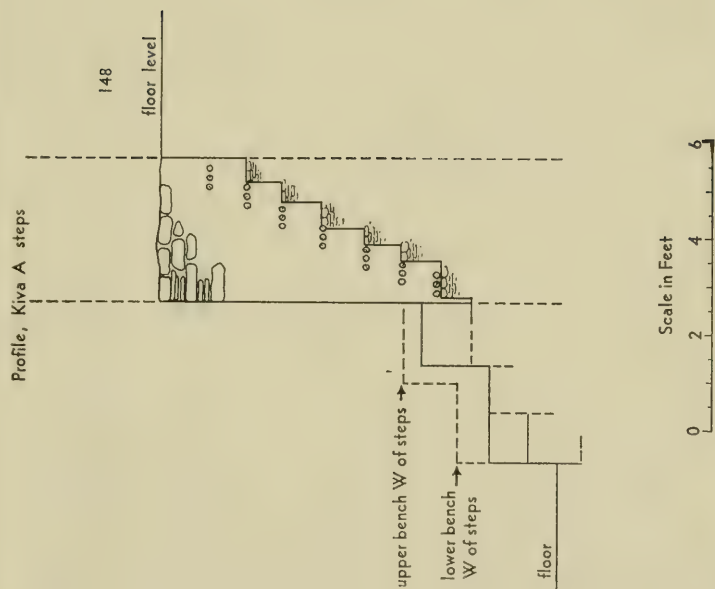 Profile, Kiva A steps
148
floor level
upper bench W of steps
lower bench
W of steps
floor
0 2 4 6
Scale in Feet